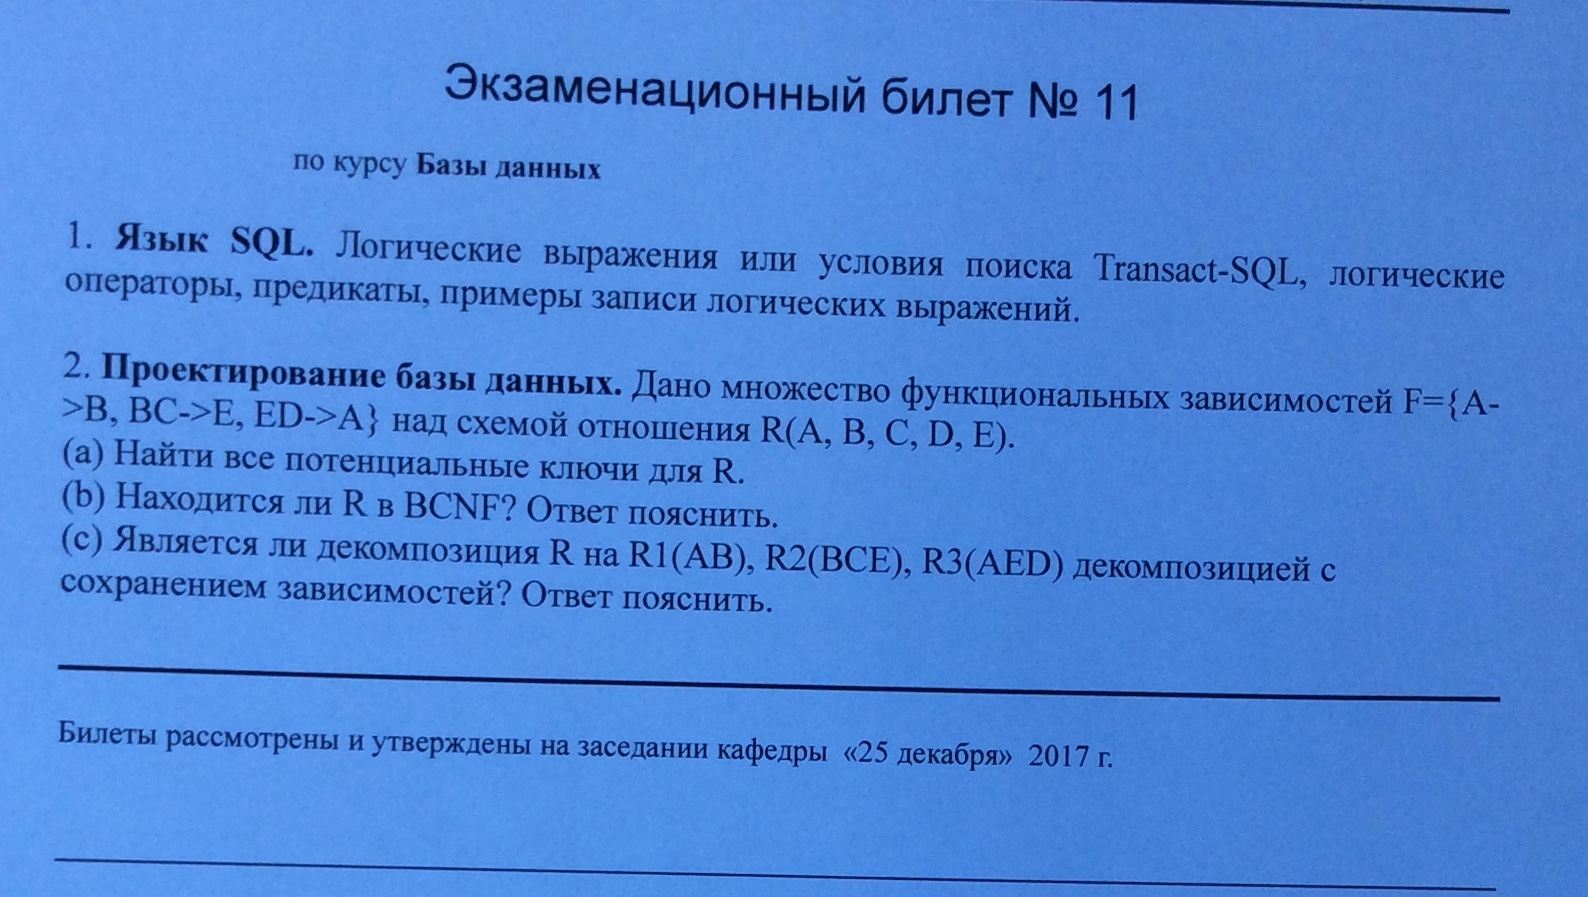 Экзаменационный билет № 11
по курсу Базы данных
1. Язык SQL. Логические выражения или условия поиска Transact-SQL, логические
операторы, предикаты, примеры записи логических выражений.
2. Проектирование базы данных. Дано множество функциональных зависимостей F={A-
>B, BC->E, ED->A} над схемой отношения R(A, B, C, D, E).
(a) Найти все потенциальные ключи для R.
(b) Находится ли R в BCNF? Ответ пояснить.
(c) Является ли декомпозиция R на R1(AB), R2(BCE), R3(AED) декомпозицией с
сохранением зависимостей? Ответ пояснить.
Билеты рассмотрены и утверждены на заседании кафедры «25 декабря» 2017 г.